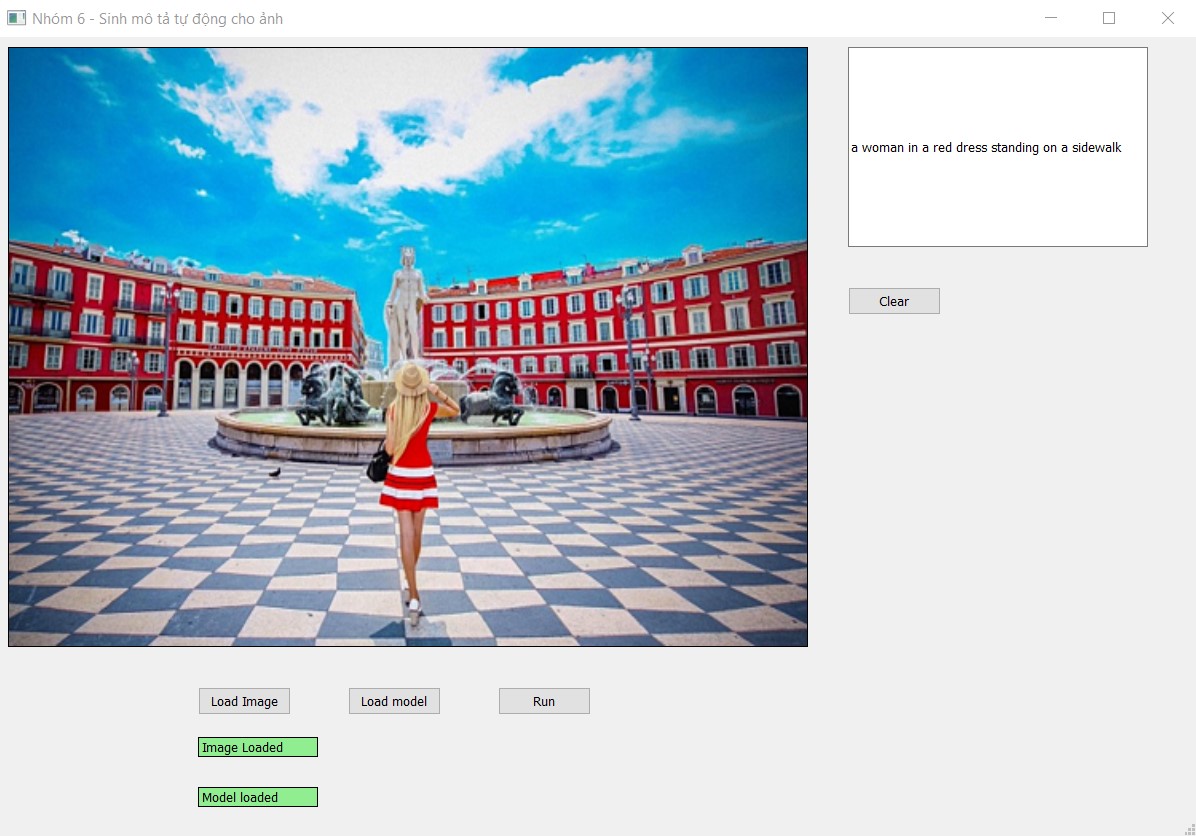 Nhóm 6 - Sinh mô tả tự động cho ảnh
a woman in a red dress standing on a sidewalk
Clear
Load Image
Load model
Run
Image Loaded
Model loaded